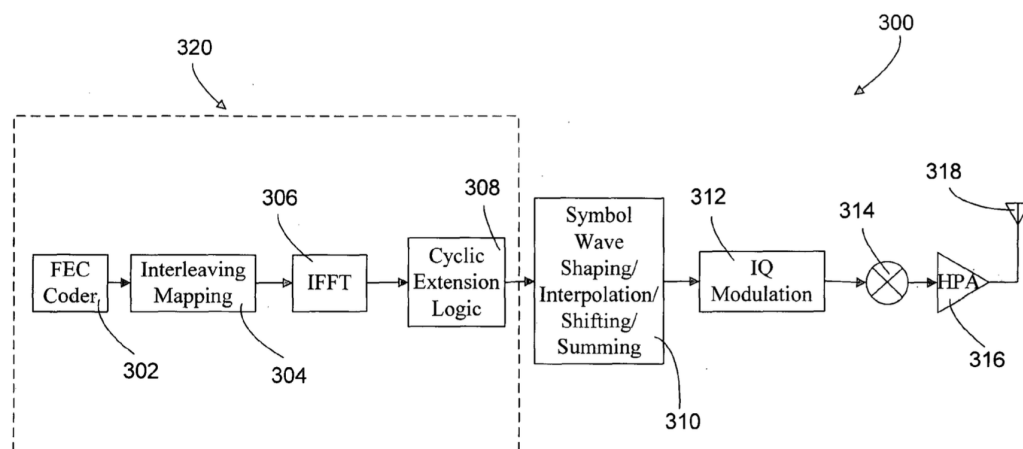 320
300
306
308
312
314
318
FEC
Coder
Interleaving
Mapping
IFFT
Cyclic
Extension
Logic
Symbol
Wave
Shaping/
Interpolation/
Shifting/
Summing
IQ
Modulation
HPA
302
304
310
316